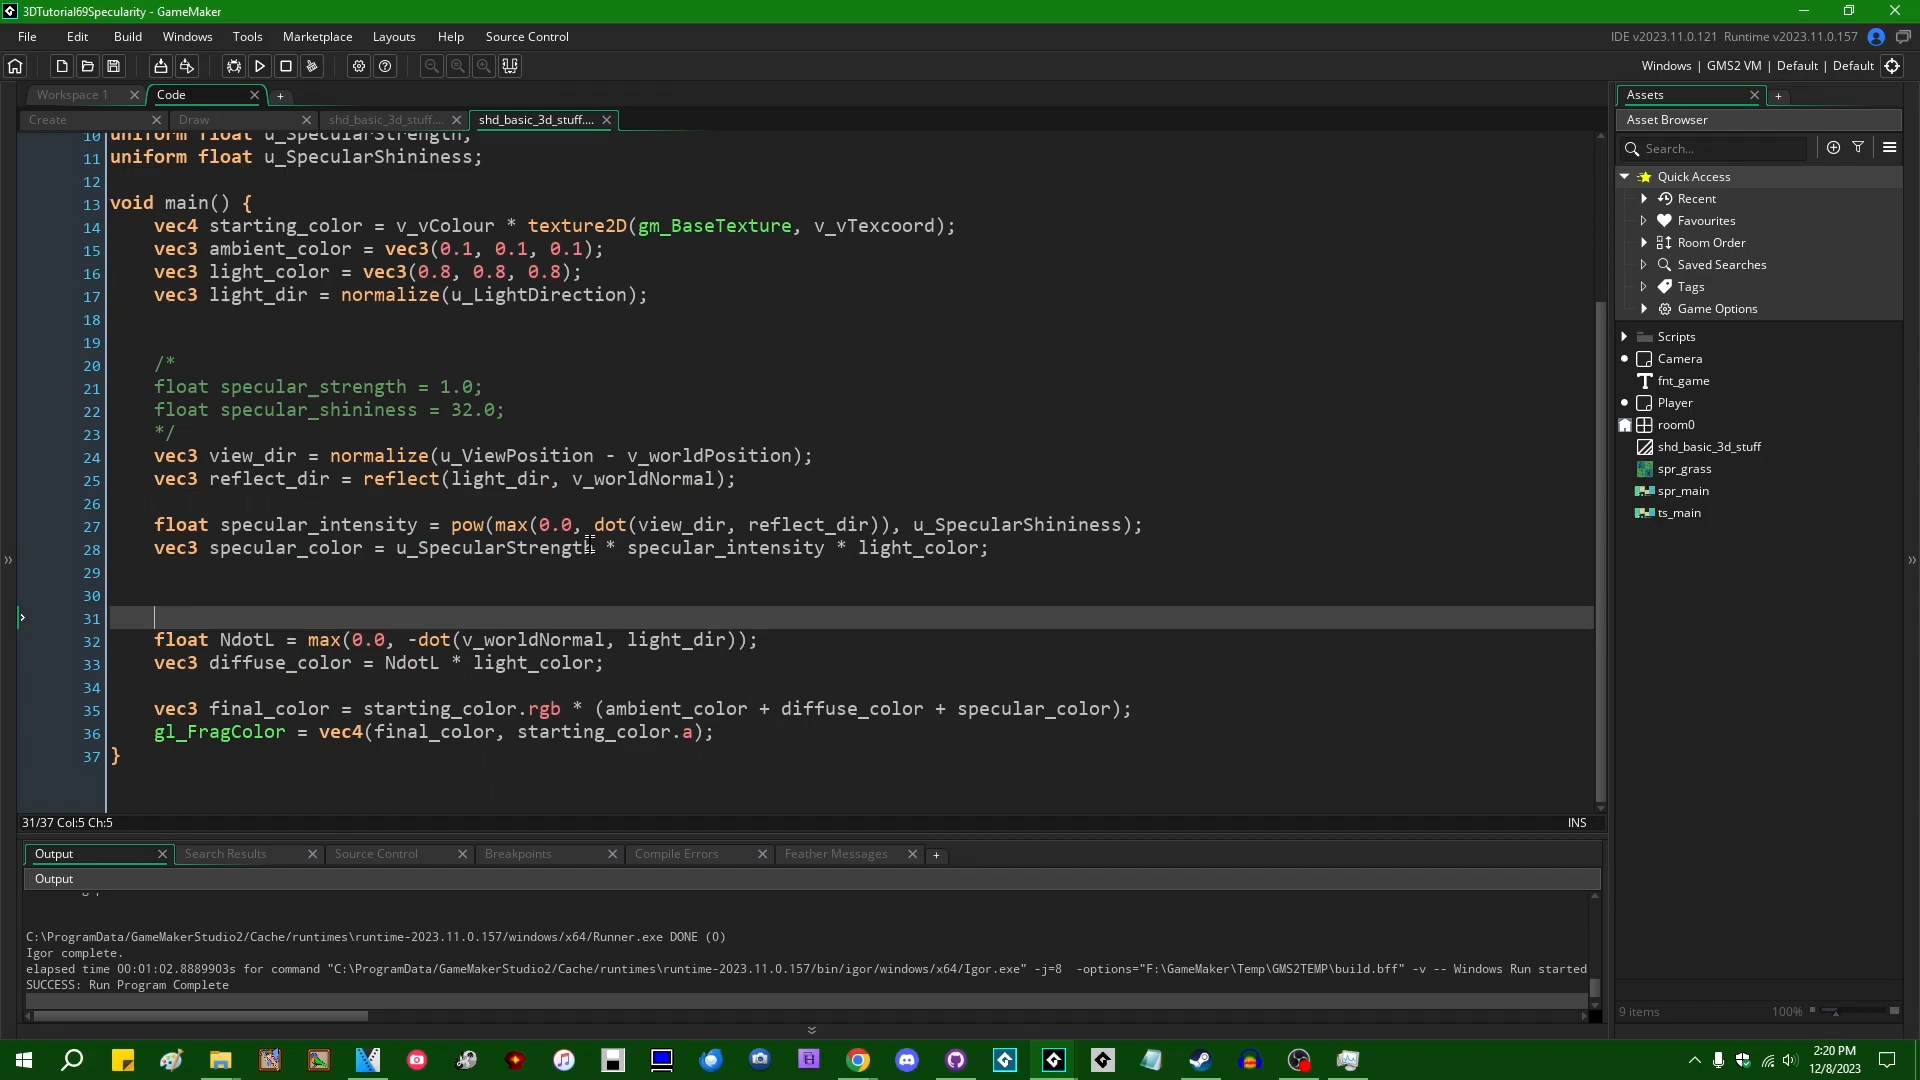 3DTutorial69Specularity - GameMaker
File Edit Build Windows Tools Marketplace Layouts Help Source Control
IDE v2023.11.0.121 Runtime v2023.11.0.157
Windows | GMS2 VM | Default | Default
Workspace 1
Code
Create
Draw
shd_basic_3d_stuff....
shd_basic_3d_stuff....
10 uniform float u_SpecularStrength;
11 uniform float u_SpecularShininess;
12
13 void main() {
14 vec4 starting_color = v_vColour * texture2D(gm_BaseTexture, v_vTexcoord);
15 vec3 ambient_color = vec3(0.1, 0.1, 0.1);
16 vec3 light_color = vec3(0.8, 0.8, 0.8);
17 vec3 light_dir = normalize(u_LightDirection);
18
19
20 /*
21 float specular_strength = 1.0;
22 float specular_shininess = 32.0;
23 */
24 vec3 view_dir = normalize(u_ViewPosition - v_worldPosition);
25 vec3 reflect_dir = reflect(light_dir, v_worldNormal);
26
27 float specular_intensity = pow(max(0.0, dot(view_dir, reflect_dir)), u_SpecularShininess);
28 vec3 specular_color = u_SpecularStrength * specular_intensity * light_color;
29
30
31
32 float NdotL = max(0.0, -dot(v_worldNormal, light_dir));
33 vec3 diffuse_color = NdotL * light_color;
34
35 vec3 final_color = starting_color.rgb * (ambient_color + diffuse_color + specular_color);
36 gl_FragColor = vec4(final_color, starting_color.a);
37 }
31/37 Col:5 Ch:5
INS
Output
Search Results
Source Control
Breakpoints
Compile Errors
Feather Messages
Output
C:\ProgramData/GameMakerStudio2/Cache/runtimes\runtime-2023.11.0.157/windows/x64/Runner.exe DONE (0)
Igor complete.
elapsed time 00:01:02.8889903s for command "C:\ProgramData/GameMakerStudio2/Cache/runtimes\runtime-2023.11.0.157/bin/igor/windows/x64/Igor.exe" -j=8 -options="F:\GameMaker\Temp\GMS2TEMP\build.bff" -v -- Windows Run started
SUCCESS: Run Program Complete
Assets
Asset Browser
Search...
Quick Access
Recent
Favourites
Room Order
Saved Searches
Tags
Game Options
Scripts
Camera
fnt_game
Player
room0
shd_basic_3d_stuff
spr_grass
spr_main
ts_main
9 items
100%
2:20 PM
12/8/2023